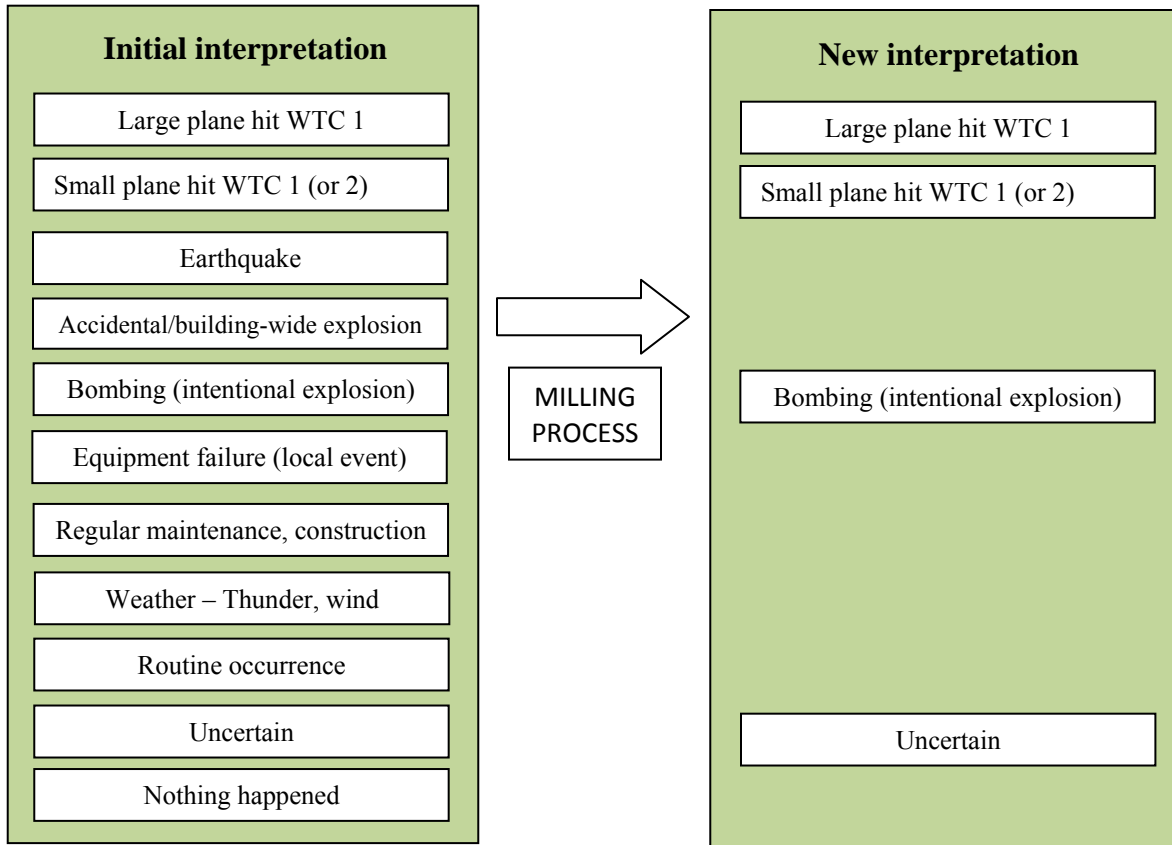 Initial interpretation
Large plane hit WTC 1
Small plane hit WTC 1 (or 2)
Earthquake
Accidental/building-wide explosion
Bombing (intentional explosion)
Equipment failure (local event)
Regular maintenance, construction
Weather – Thunder, wind
Routine occurrence
Uncertain
Nothing happened
MILLING
PROCESS
New interpretation
Large plane hit WTC 1
Small plane hit WTC 1 (or 2)
Bombing (intentional explosion)
Uncertain